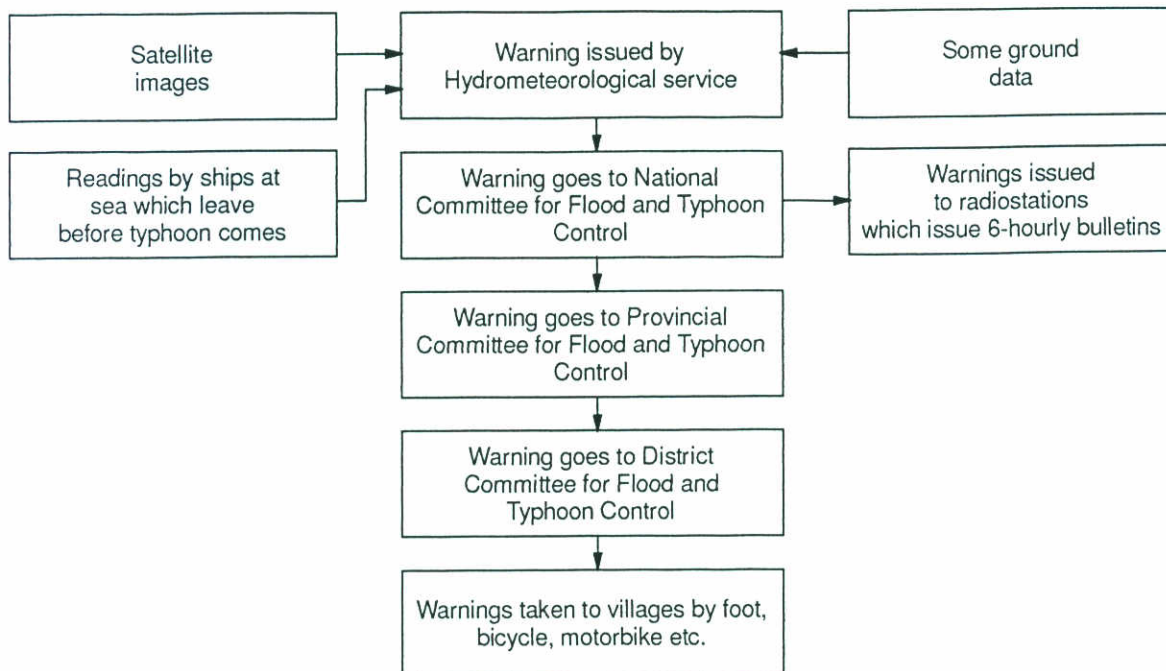 Satellite
images
Warning issued by
Hydrometeorological service
Some ground
data
Readings by ships at
sea which leave
before typhoon comes
Warning goes to National
Committee for Flood and Typhoon
Control
Warnings issued
to radiostations
which issue 6-hourly bulletins
Warning goes to Provincial
Committee for Flood and Typhoon
Control
Warning goes to District
Committee for Flood and
Typhoon Control
Warnings taken to villages by foot,
bicycle, motorbike etc.